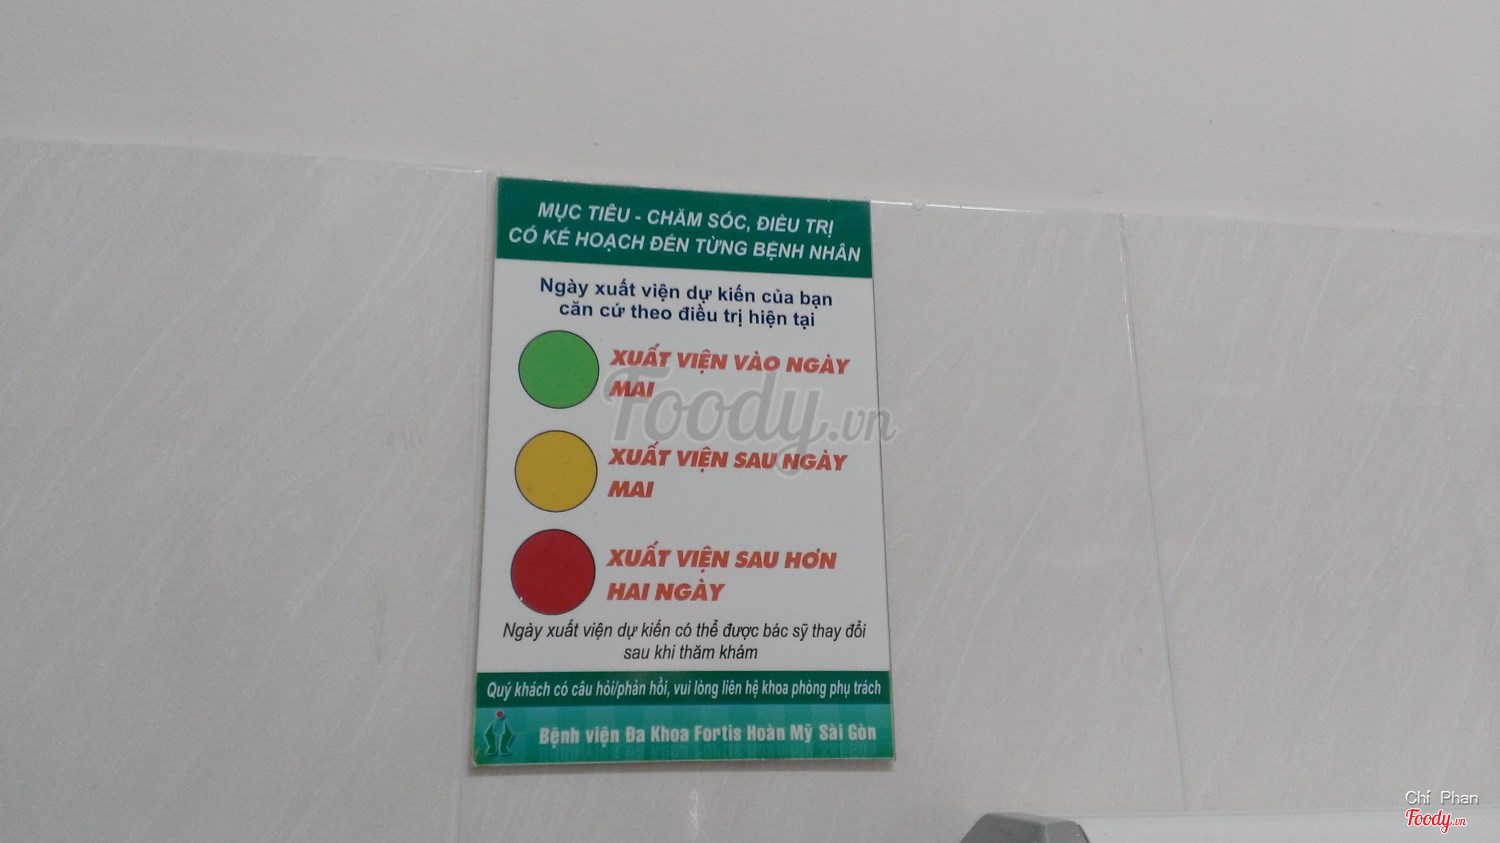 MỤC TIÊU - CHĂM SÓC, ĐIỀU TRỊ
CÓ KẾ HOẠCH ĐẾN TỪNG BỆNH NHÂN
Ngày xuất viện dự kiến của bạn
căn cứ theo điều trị hiện tại
XUẤT VIỆN VÀO NGÀY
MAI
XUẤT VIỆN SAU NGÀY
MAI
XUẤT VIỆN SAU HƠN
HAI NGÀY
Ngày xuất viện dự kiến có thể được bác sỹ thay đổi
sau khi thăm khám
Quý khách có câu hỏi/phản hồi, vui lòng liên hệ khoa phòng phụ trách
Bệnh viện Đa Khoa Fortis Hoàn Mỹ Sài Gòn
Foody.vn
Chí Phan
Foody.vn